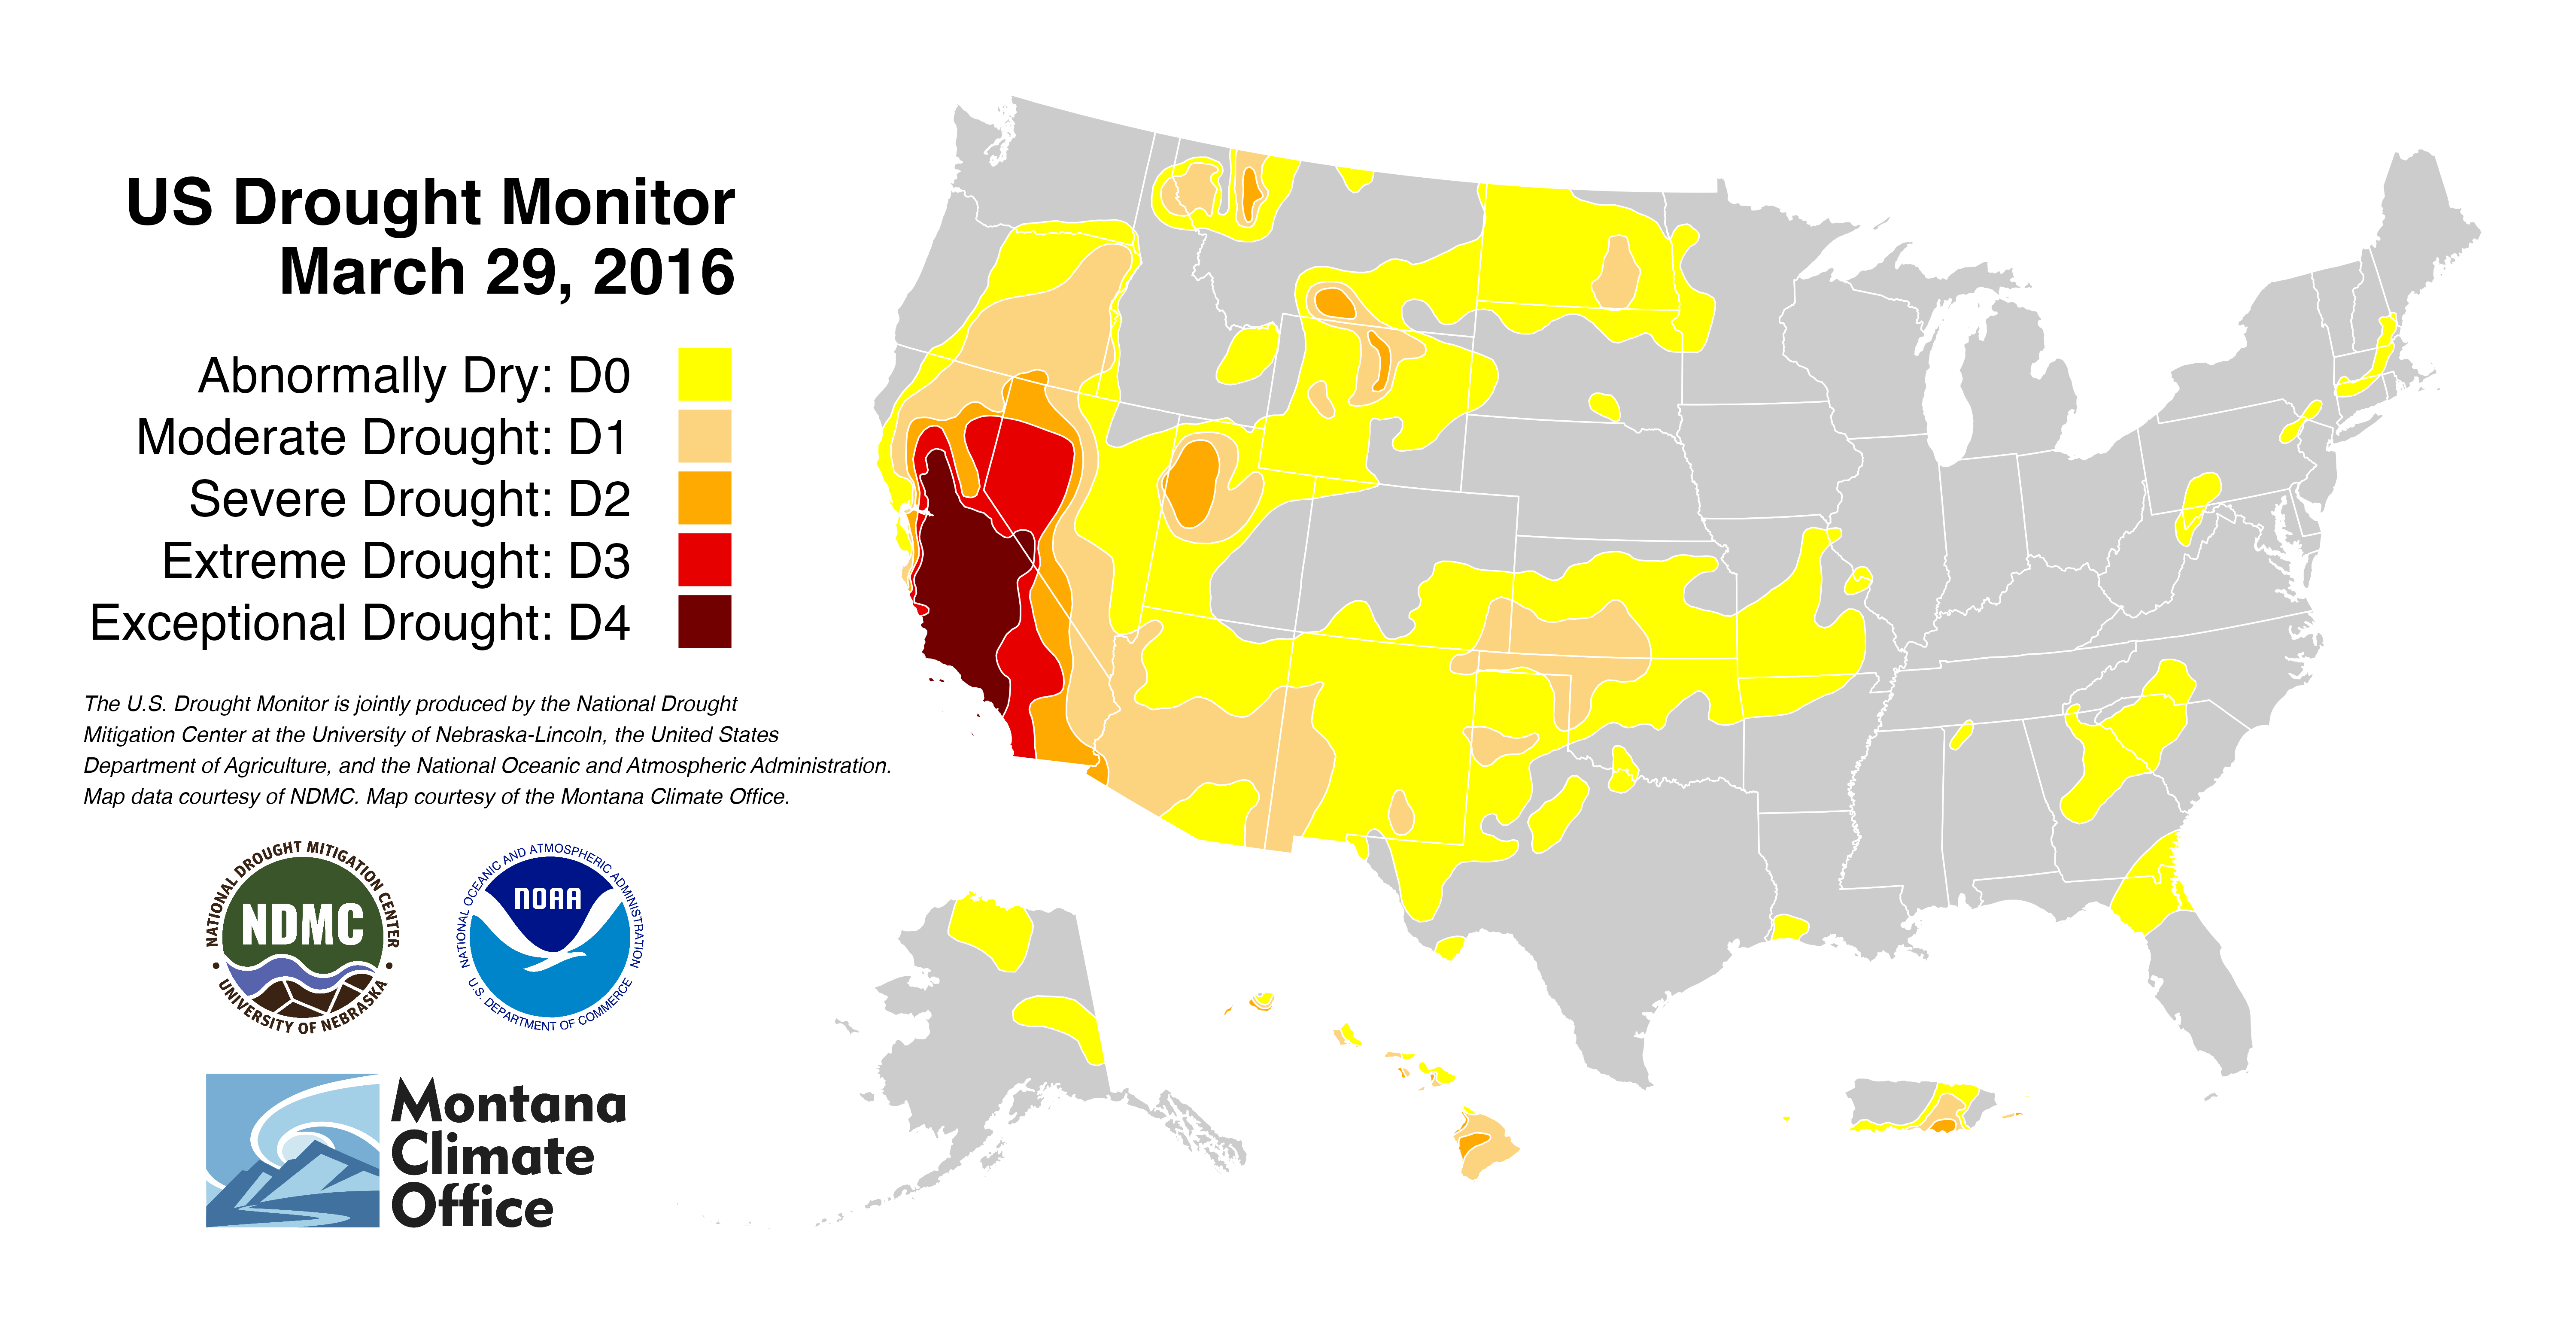 US Drought Monitor
March 29, 2016
Abnormally Dry: D0
Moderate Drought: D1
Severe Drought: D2
Extreme Drought: D3
Exceptional Drought: D4
The U.S. Drought Monitor is jointly produced by the National Drought
Mitigation Center at the University of Nebraska-Lincoln, the United States
Department of Agriculture, and the National Oceanic and Atmospheric Administration.
Map data courtesy of NDMC. Map courtesy of the Montana Climate Office.
NATIONAL DROUGHT MITIGATION CENTER
NDMC
• UNIVERSITY OF NEBRASKA •
NATIONAL OCEANIC AND ATMOSPHERIC ADMINISTRATION
NOAA
U.S. DEPARTMENT OF COMMERCE
Montana
Climate
Office